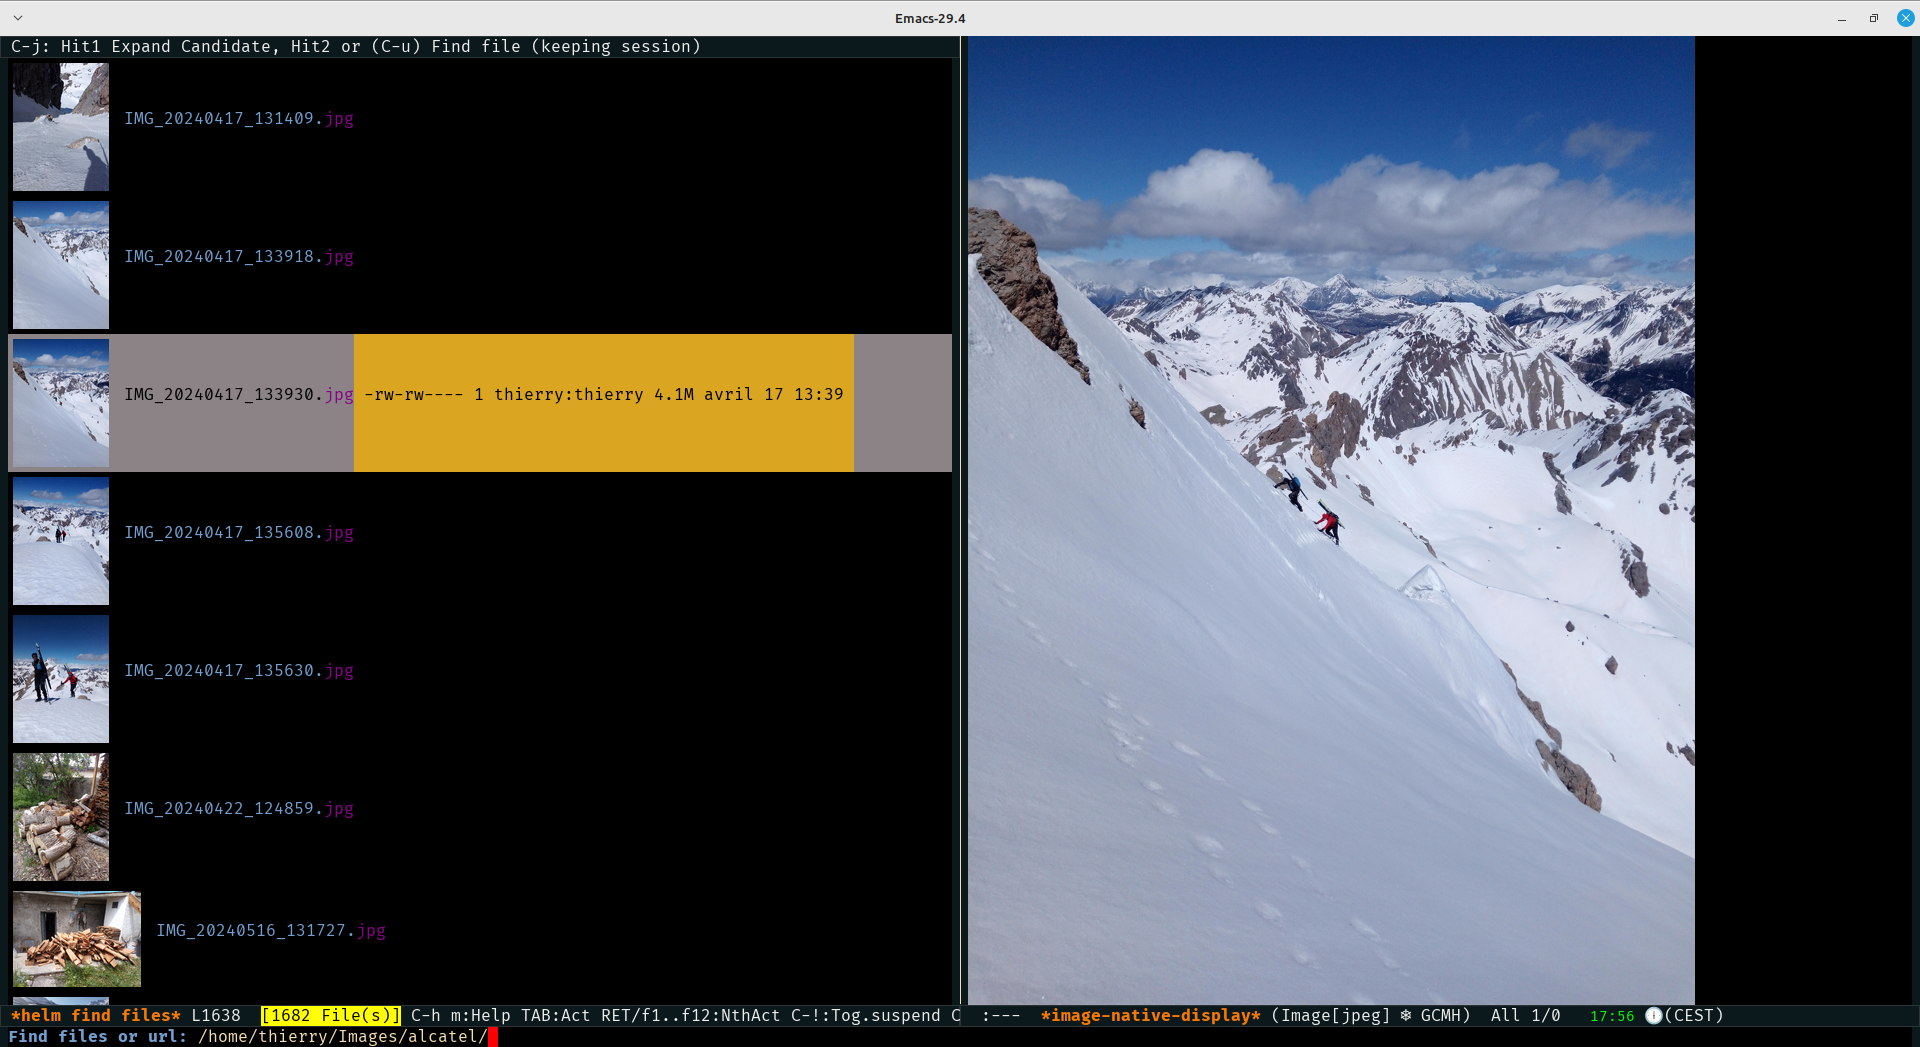 Emacs-29.4
C-j: Hit1 Expand Candidate, Hit2 or (C-u) Find file (keeping session)
IMG_20240417_131409.jpg
IMG_20240417_133918.jpg
IMG_20240417_133930.jpg -rw-rw---- 1 thierry:thierry 4.1M avril 17 13:39
IMG_20240417_135608.jpg
IMG_20240417_135630.jpg
IMG_20240422_124859.jpg
IMG_20240516_131727.jpg
*helm find files* L1638 [1682 File(s)] C-h m:Help TAB:Act RET/f1..f12:NthAct C-!:Tog.suspend C
:--- *image-native-display* (Image[jpeg] ❄ GCMH) All 1/0 17:56 (CEST)
Find files or url: /home/thierry/Images/alcatel/